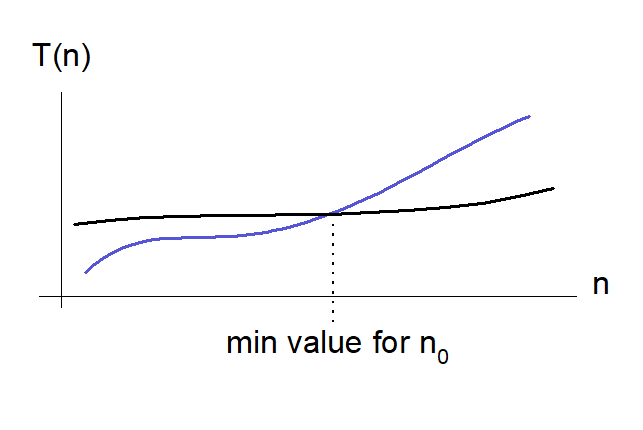 T(n)
n
min value for n₀